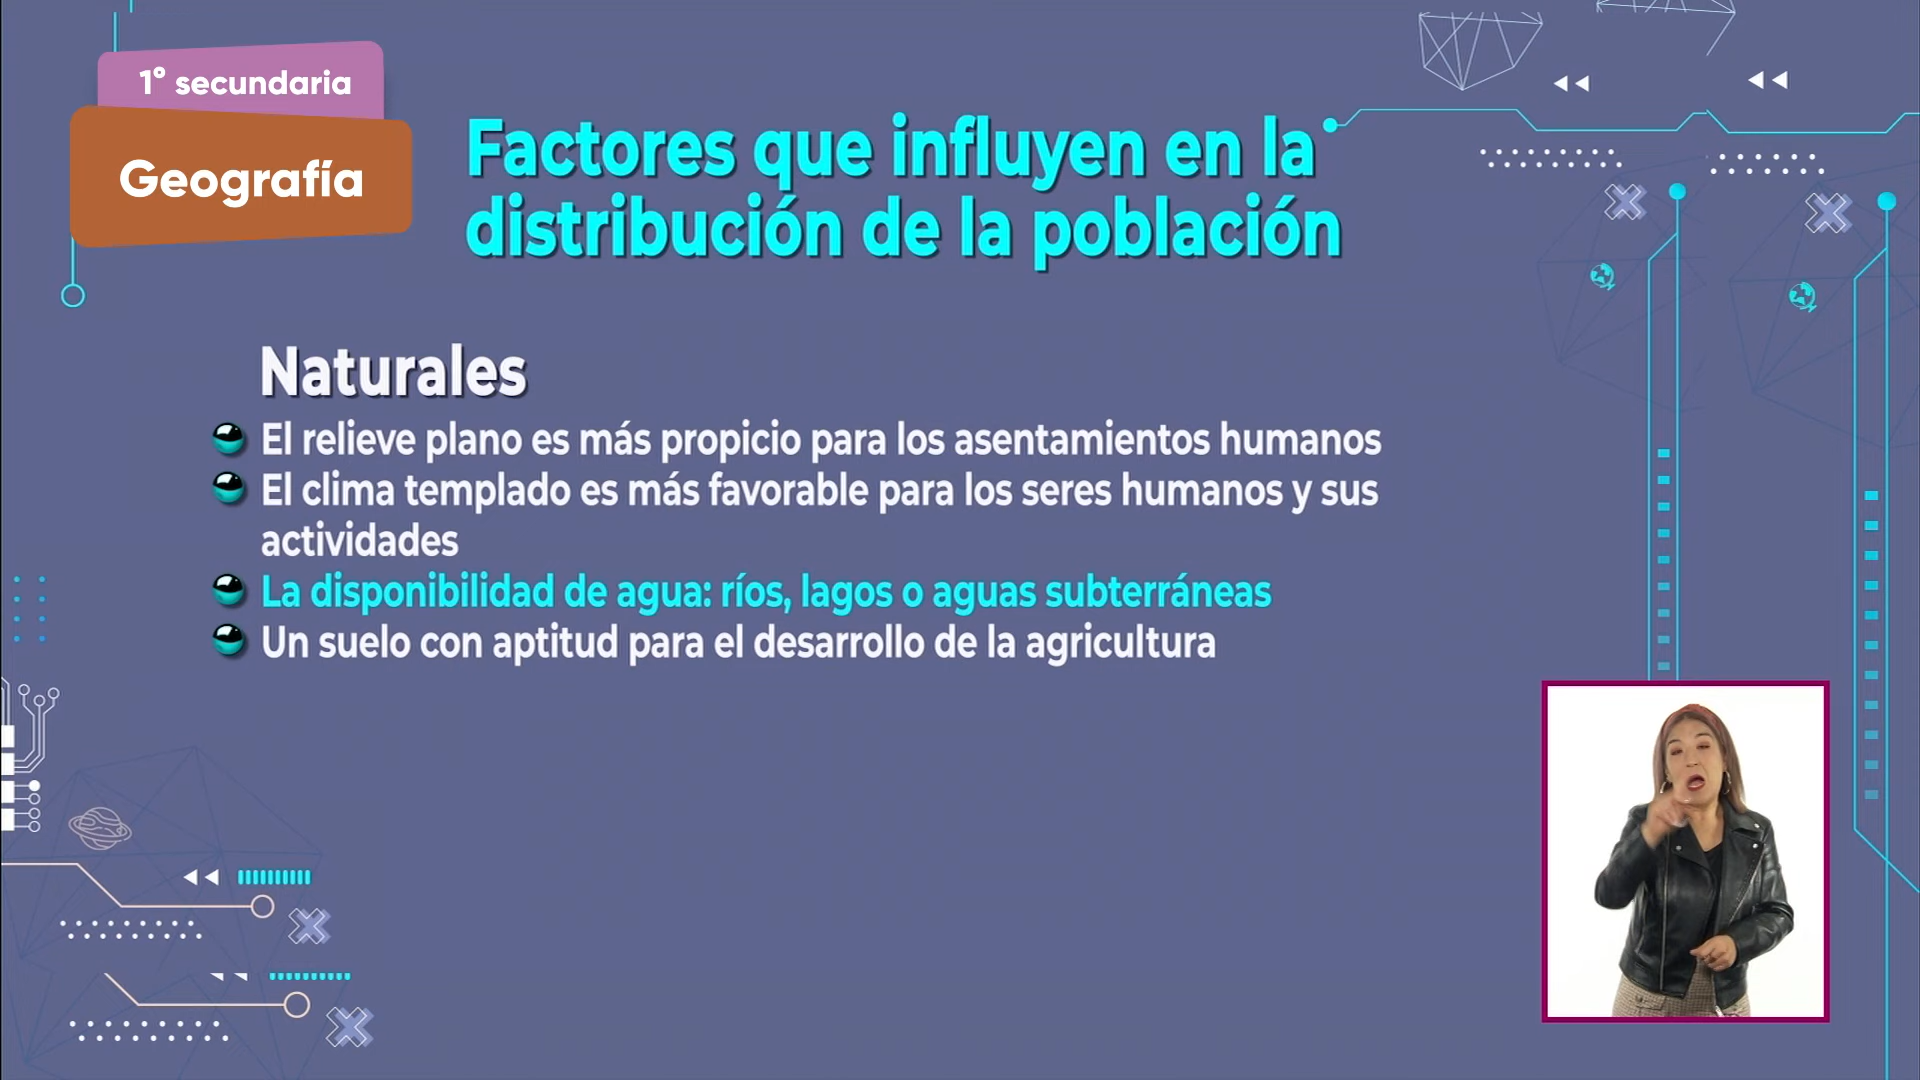 1° secundaria
Geografía
Factores que influyen en la
distribución de la población
Naturales
El relieve plano es más propicio para los asentamientos humanos
El clima templado es más favorable para los seres humanos y sus
actividades
La disponibilidad de agua: ríos, lagos o aguas subterráneas
Un suelo con aptitud para el desarrollo de la agricultura